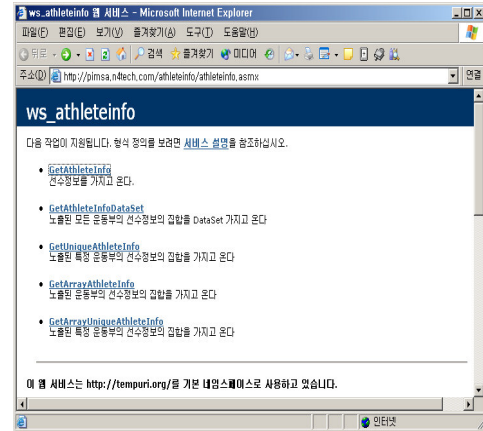 ws_athleteinfo 웹 서비스 - Microsoft Internet Explorer
파일(F) 편집(E) 보기(V) 즐겨찾기(A) 도구(T) 도움말(H)
뒤로 검색 즐겨찾기 미디어
주소(D) http://pimsa.n4tech.com/athleteinfo/athleteinfo.asmx 연결
ws_athleteinfo
다음 작업이 지원됩니다. 형식 정의를 보려면 서비스 설명을 참조하십시오.
• GetAthleteInfo
선수정보를 가지고 온다.
• GetAthleteInfoDataSet
노출된 모든 운동부의 선수정보의 집합을 DataSet 가지고 온다
• GetUniqueAthleteInfo
노출된 특정 운동부의 선수정보의 집합을 가지고 온다
• GetArrayAthleteInfo
노출된 운동부의 선수정보의 집합을 가지고 온다
• GetArrayUniqueAthleteInfo
노출된 특정 운동부의 선수정보의 집합을 가지고 온다
이 웹 서비스는 http://tempuri.org/를 기본 네임스페이스로 사용하고 있습니다.
인터넷